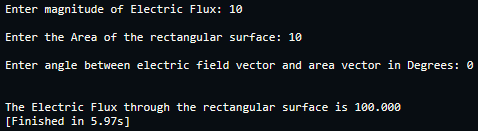 Enter magnitude of Electric Flux: 10
Enter the Area of the rectangular surface: 10
Enter angle between electric field vector and area vector in Degrees: 0
The Electric Flux through the rectangular surface is 100.000
[Finished in 5.97s]